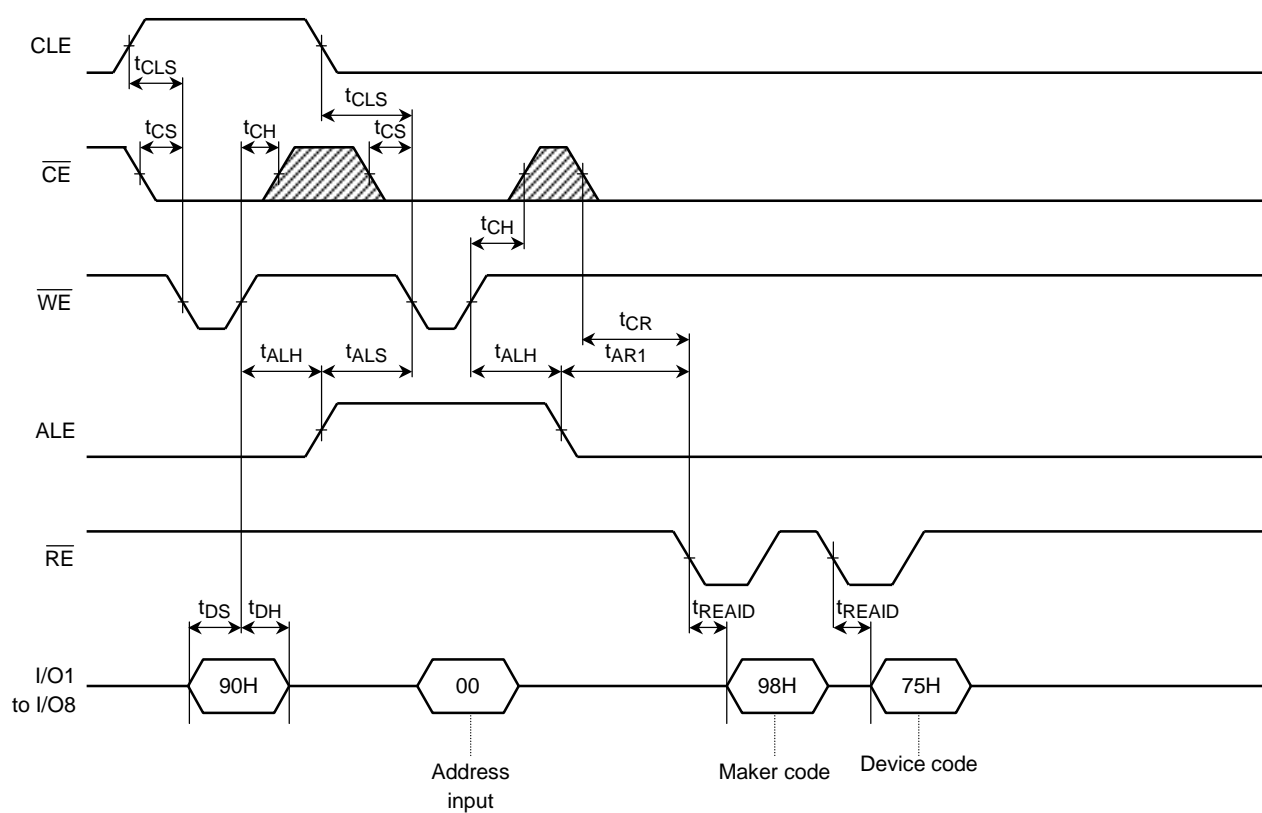 CLE
tCLS
tCLS
tCS
tCH
tCS
CE
tCH
WE
tCR
tALH
tALS
tALH
tAR1
ALE
RE
tDS
tDH
tREAID
tREAID
I/O1
to I/O8
90H
00
98H
75H
Address
input
Maker code
Device code